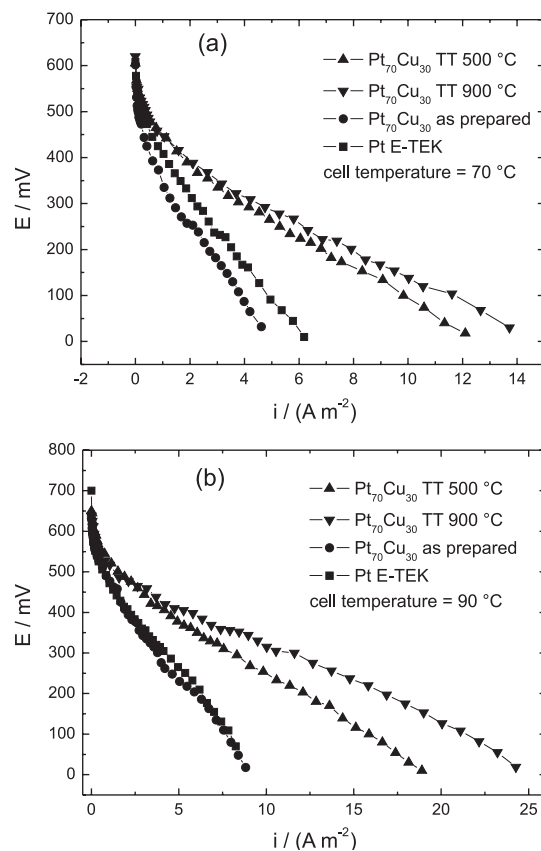 (a)
Pt₇₀Cu₃₀ TT 500 °C
Pt₇₀Cu₃₀ TT 900 °C
Pt₇₀Cu₃₀ as prepared
Pt E-TEK
cell temperature = 70 °C
700
600
500
400
300
200
100
0
E / mV
-2 0 2 4 6 8 10 12 14
i / (A m⁻²)
(b)
Pt₇₀Cu₃₀ TT 500 °C
Pt₇₀Cu₃₀ TT 900 °C
Pt₇₀Cu₃₀ as prepared
Pt E-TEK
cell temperature = 90 °C
800
700
600
500
400
300
200
100
0
E / mV
0 5 10 15 20 25
i / (A m⁻²)